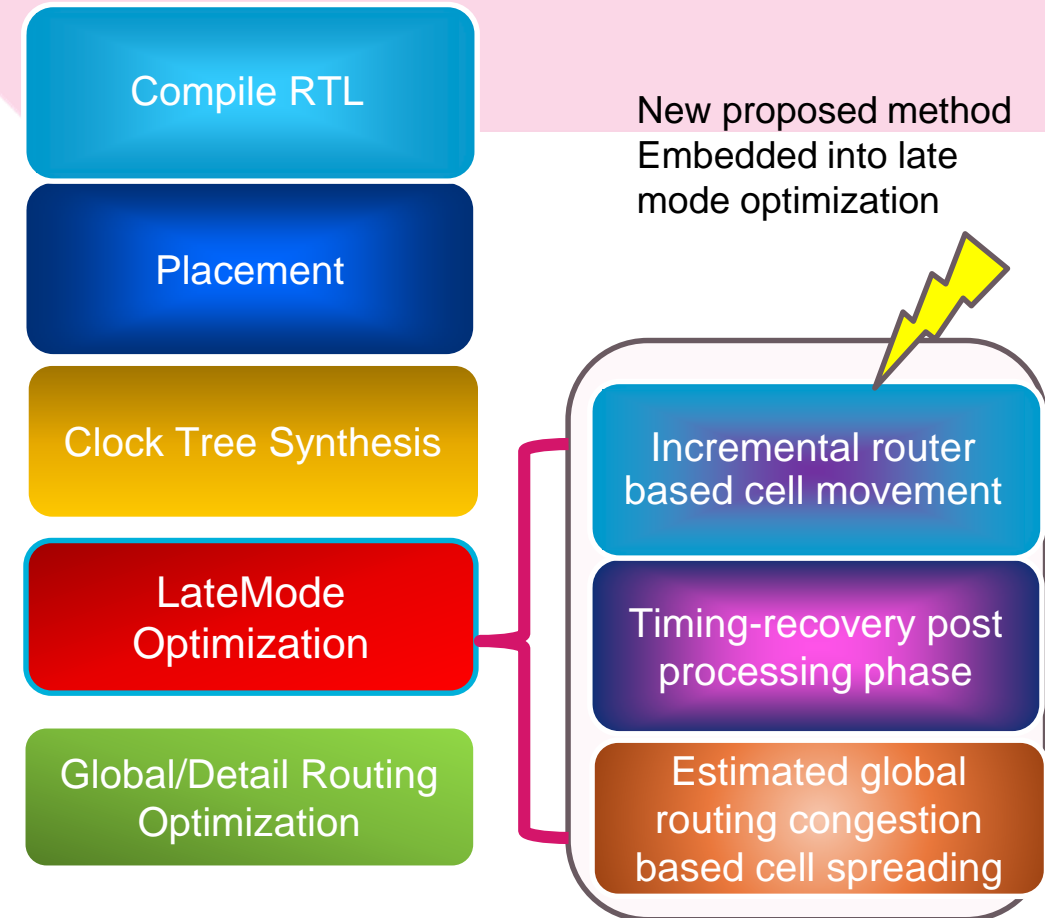 Compile RTL
New proposed method
Embedded into late
mode optimization
Placement
Clock Tree Synthesis
Incremental router
based cell movement
LateMode
Optimization
Timing-recovery post
processing phase
Global/Detail Routing
Optimization
Estimated global
routing congestion
based cell spreading